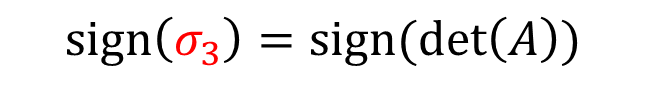 sign(σ₃) = sign(det(A))